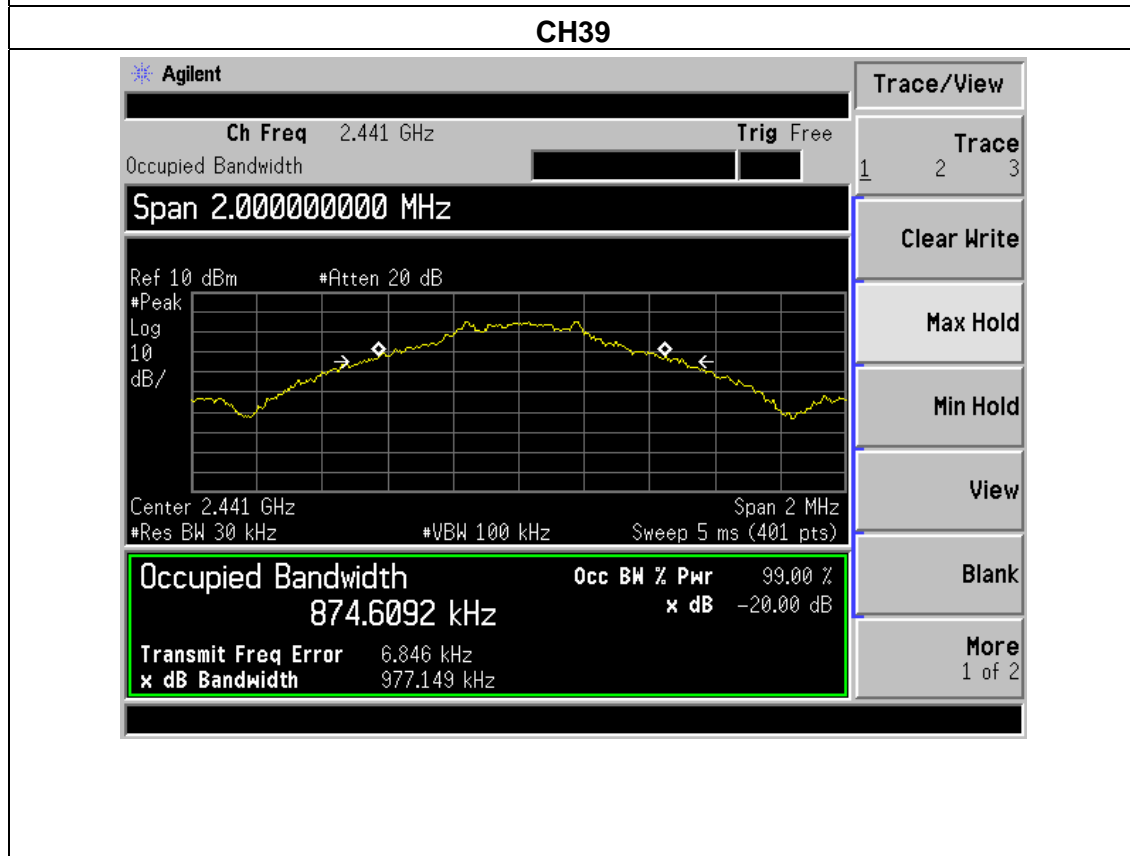 CH39
Agilent
Trace/View
Ch Freq 2.441 GHz Trig Free
Occupied Bandwidth
Trace
1 2 3
Span 2.000000000 MHz
Clear Write
Ref 10 dBm #Atten 20 dB
#Peak
Log
10
dB/
Max Hold
Min Hold
View
Center 2.441 GHz Span 2 MHz
#Res BW 30 kHz #VBW 100 kHz Sweep 5 ms (401 pts)
Occupied Bandwidth Occ BW % Pwr 99.00 %
874.6092 kHz x dB -20.00 dB
Blank
Transmit Freq Error 6.846 kHz
x dB Bandwidth 977.149 kHz
More
1 of 2